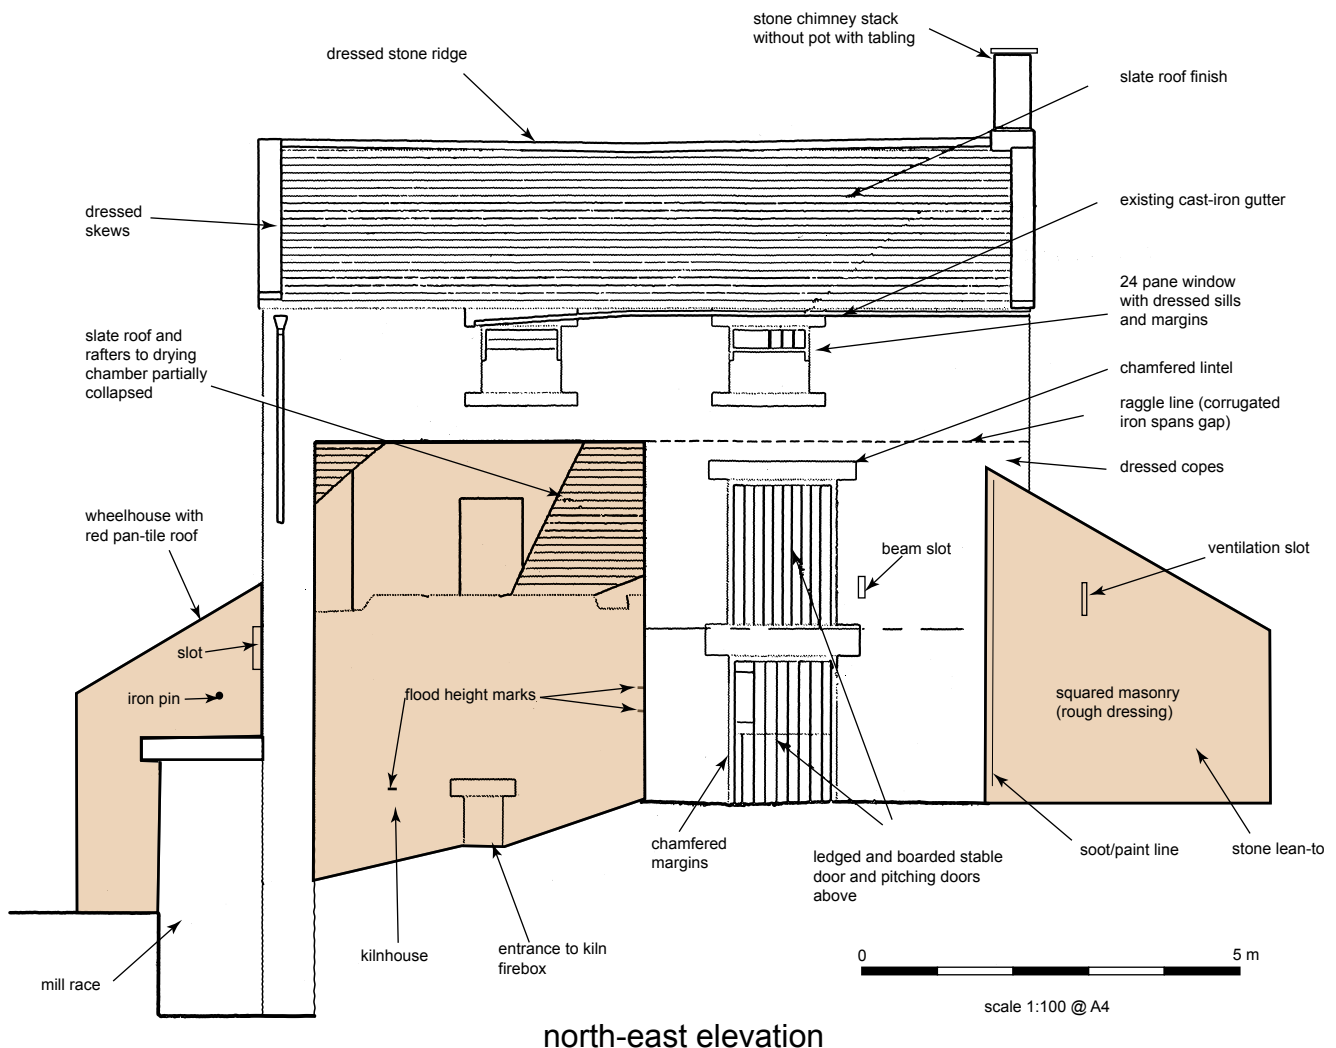 stone chimney stack
without pot with tabling
dressed stone ridge
slate roof finish
dressed
skews
existing cast-iron gutter
24 pane window
with dressed sills
and margins
slate roof and
rafters to drying
chamber partially
collapsed
chamfered lintel
raggle line (corrugated
iron spans gap)
dressed copes
wheelhouse with
red pan-tile roof
beam slot
ventilation slot
slot
iron pin
flood height marks
squared masonry
(rough dressing)
chamfered
margins
ledged and boarded stable
door and pitching doors
above
soot/paint line
stone lean-to
kilnhouse
entrance to kiln
firebox
mill race
0
5 m
scale 1:100 @ A4
north-east elevation